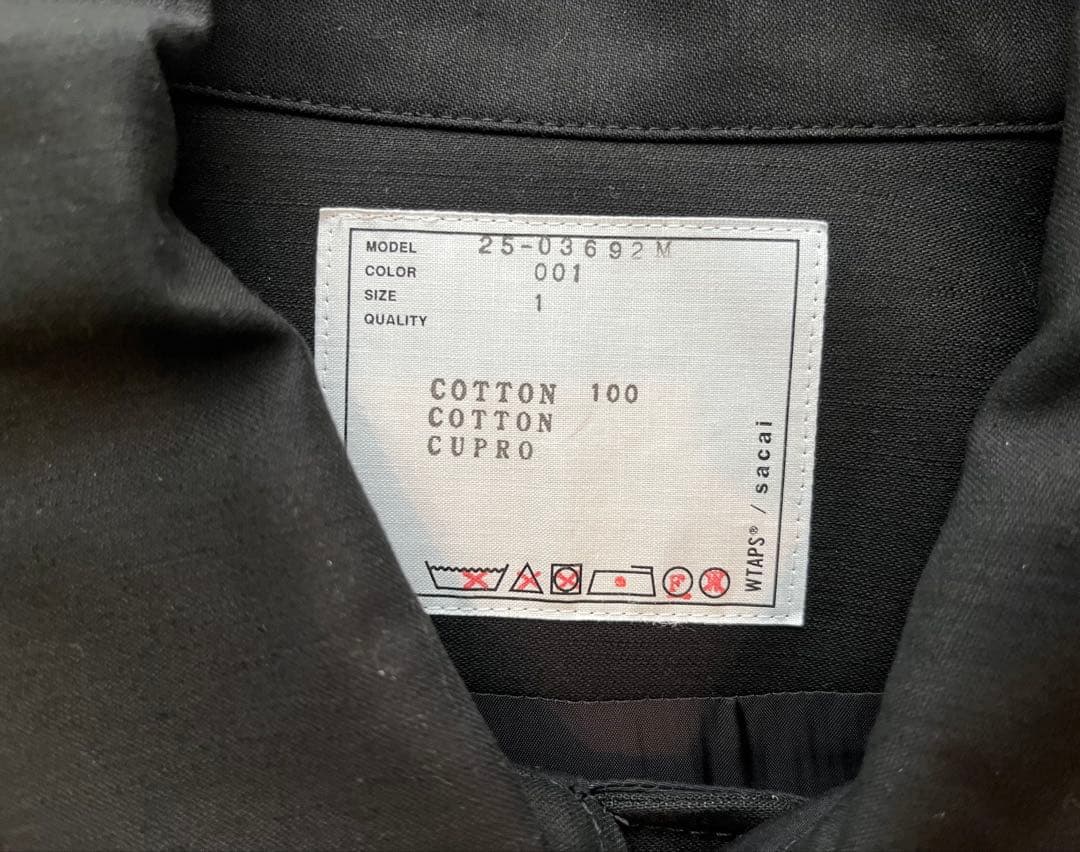 MODEL 25-03692M
COLOR 001
SIZE 1
QUALITY
COTTON 100
COTTON
CUPRO
WTAPS® / sacai
F